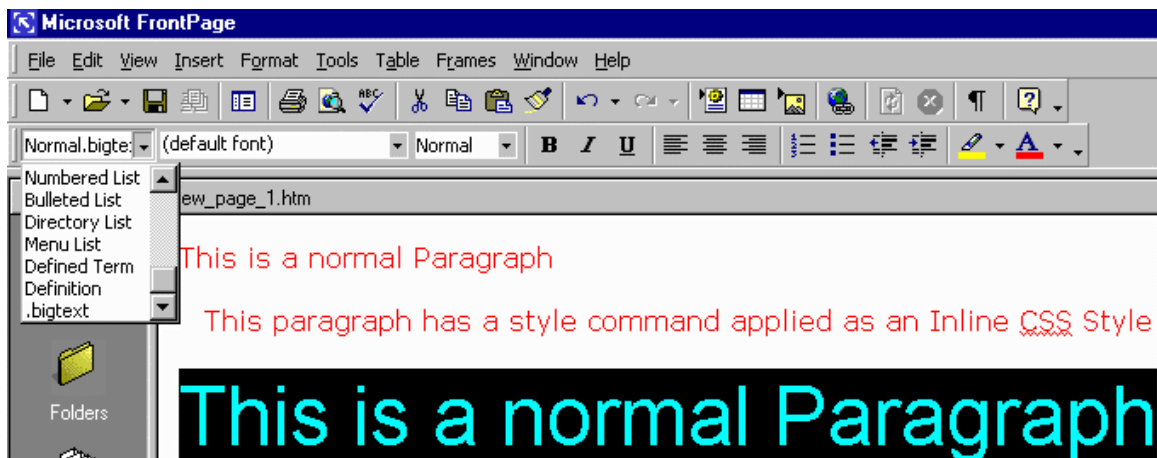 Microsoft FrontPage
File Edit View Insert Format Tools Table Frames Window Help
ABC
Normal.bigte: (default font) Normal B I U A
Numbered List
Bulleted List
Directory List
Menu List
Defined Term
Definition
.bigtext
ew_page_1.htm
This is a normal Paragraph
This paragraph has a style command applied as an Inline CSS Style
This is a normal Paragraph
Folders